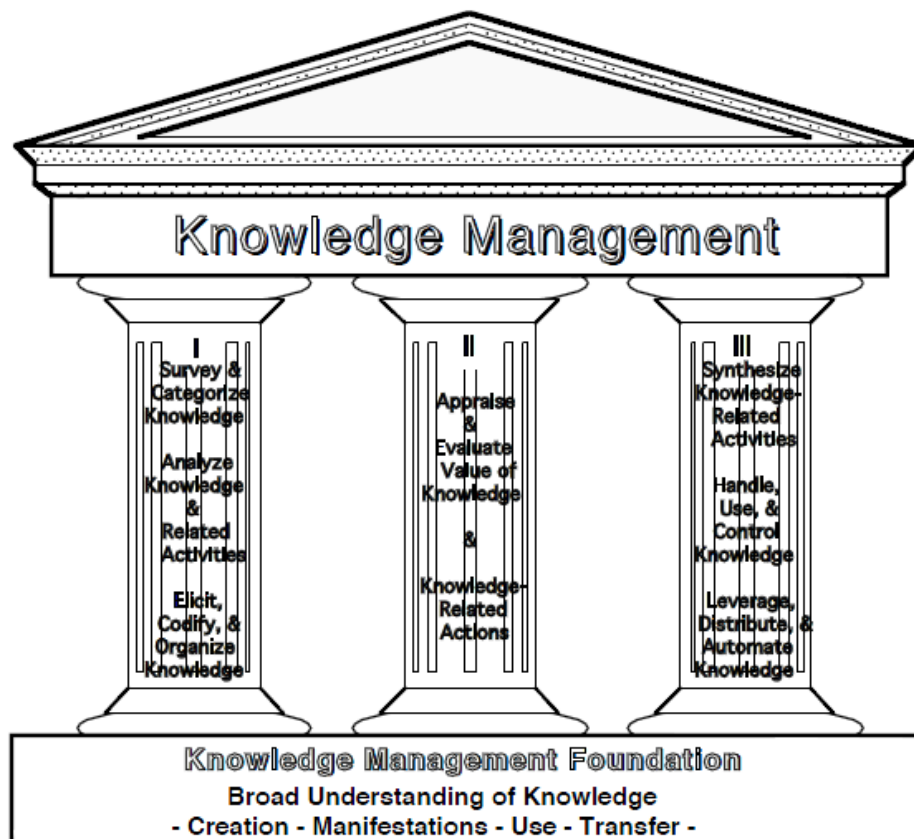 Knowledge Management
I
Survey &
Categorize
Knowledge
Analyze
Knowledge
&
Related
Activities
Elicit,
Codify, &
Organize
Knowledge
II
Appraise
&
Evaluate
Value of
Knowledge
&
Knowledge-
Related
Actions
III
Synthesize
Knowledge-
Related
Activities
Handle,
Use, &
Control
Knowledge
Leverage,
Distribute, &
Automate
Knowledge
Knowledge Management Foundation
Broad Understanding of Knowledge
- Creation - Manifestations - Use - Transfer -